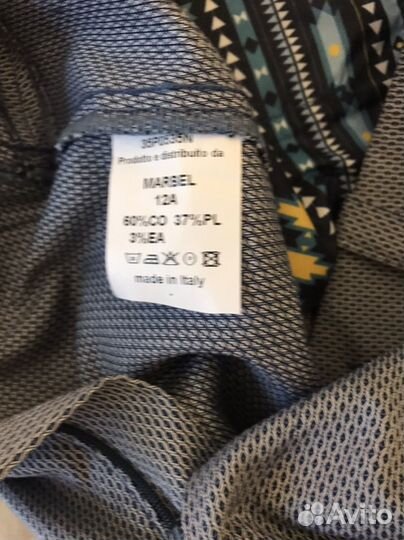 Prodotto e distribuito da
MARBEL
12A
60%CO 37%PL
3%EA
made in Italy
Avito